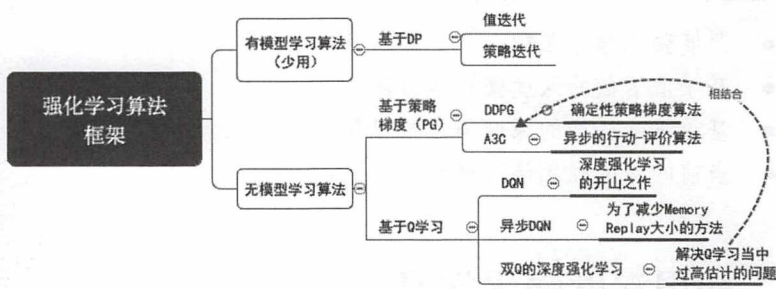 强化学习算法
框架
有模型学习算法
（少用）
基于DP
值迭代
策略迭代
无模型学习算法
基于策略
梯度（PG）
DDPG
确定性策略梯度算法
A3C
异步的行动-评价算法
相结合
基于Q学习
DQN
深度强化学习
的开山之作
异步DQN
为了减少Memory
Replay大小的方法
双Q的深度强化学习
解决Q学习当中
过高估计的问题